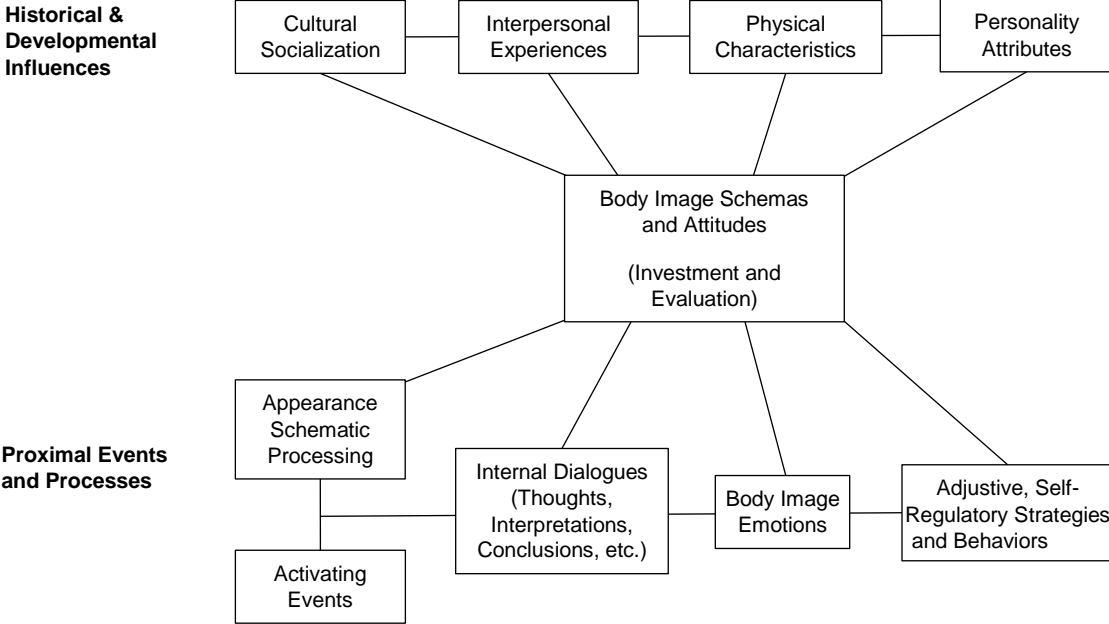 Historical &
Developmental
Influences
Cultural
Socialization
Interpersonal
Experiences
Physical
Characteristics
Personality
Attributes
Body Image Schemas
and Attitudes
(Investment and
Evaluation)
Proximal Events
and Processes
Appearance
Schematic
Processing
Activating
Events
Internal Dialogues
(Thoughts,
Interpretations,
Conclusions, etc.)
Body Image
Emotions
Adjustive, Self-
Regulatory Strategies
and Behaviors